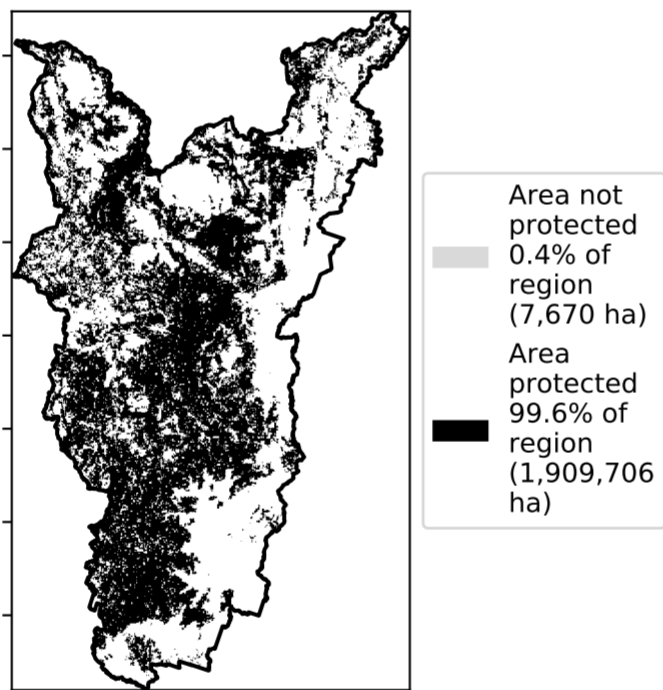 Area not
protected
0.4% of
region
(7,670 ha)
Area
protected
99.6% of
region
(1,909,706
ha)